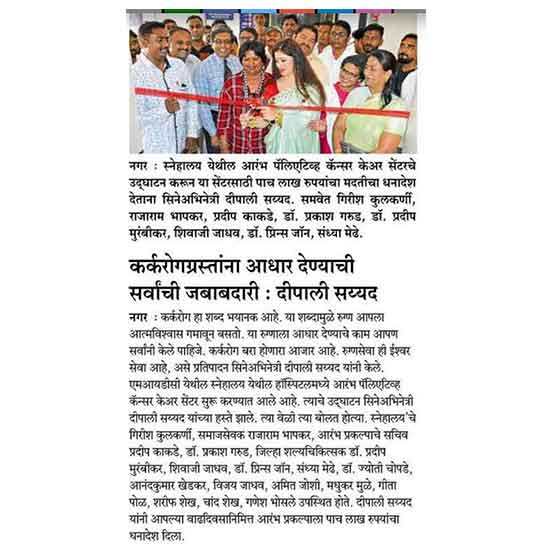 नगर : स्नेहालय येथील आरंभ पॅलिएटिव्ह कॅन्सर केअर सेंटरचे
उद्घाटन करून या सेंटरसाठी पाच लाख रुपयांचा मदतीचा धनादेश
देताना सिनेअभिनेत्री दीपाली सय्यद. समवेत गिरीश कुलकर्णी,
राजाराम भापकर, प्रदीप काकडे, डॉ. प्रकाश गरुड, डॉ. प्रदीप
मुरंबीकर, शिवाजी जाधव, डॉ. प्रिन्स जॉन, संध्या मेढे.
कर्करोगग्रस्तांना आधार देण्याची
सर्वांची जबाबदारी : दीपाली सय्यद
नगर : कर्करोग हा शब्द भयानक आहे. या शब्दामुळे रुग्ण आपला
आत्मविश्वास गमावून बसतो. या रुग्णाला आधार देण्याचे काम आपण
सर्वांनी केले पाहिजे. कर्करोग बरा होणारा आजार आहे. रुग्णसेवा ही ईश्वर
सेवा आहे, असे प्रतिपादन सिनेअभिनेत्री दीपाली सय्यद यांनी केले.
एमआयडीसी येथील स्नेहालय येथील हॉस्पिटलमध्ये आरंभ पॅलिएटिव्ह
कॅन्सर केअर सेंटर सुरू करण्यात आले आहे. त्याचे उद्घाटन सिनेअभिनेत्री
दीपाली सय्यद यांच्या हस्ते झाले. त्या वेळी त्या बोलत होत्या. स्नेहालय'चे
गिरीश कुलकर्णी, समाजसेवक राजाराम भापकर, आरंभ प्रकल्पाचे सचिव
प्रदीप काकडे, डॉ. प्रकाश गरुड, जिल्हा शल्यचिकित्सक डॉ. प्रदीप
मुरंबीकर, शिवाजी जाधव, डॉ. प्रिन्स जॉन, संध्या मेढे, डॉ. ज्योती चोपडे,
आनंदकुमार खेडकर, विजय जाधव, अमित जोशी, मधुकर मुळे, गीता
पोळ, शरीफ शेख, चांद शेख, गणेश भोसले उपस्थित होते. दीपाली सय्यद
यांनी आपल्या वाढदिवसानिमित्त आरंभ प्रकल्पाला पाच लाख रुपयांचा
धनादेश दिला.